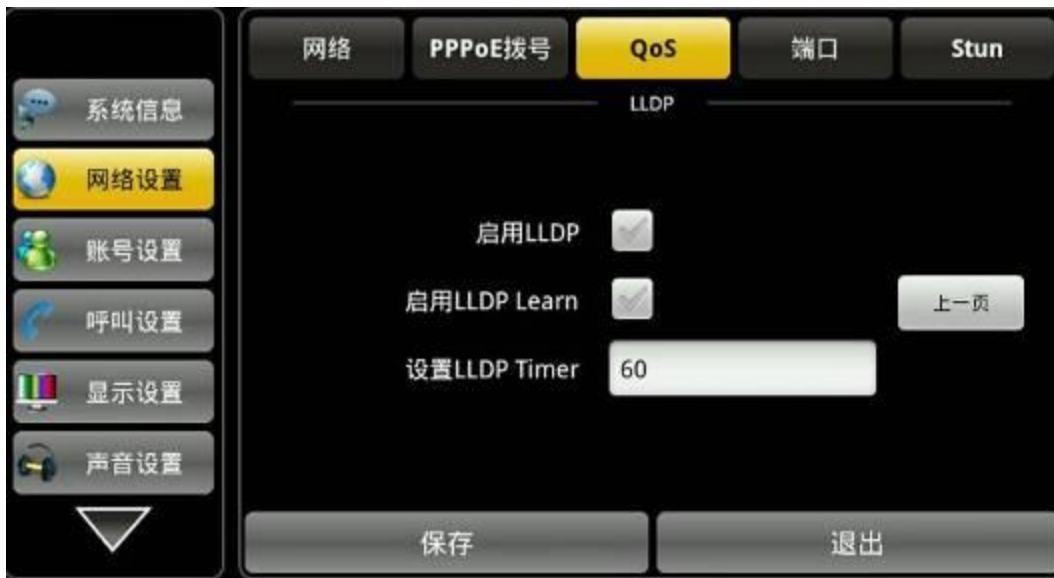 网络 PPPoE拨号 QoS 端口 Stun
LLDP
系统信息
网络设置
账号设置
呼叫设置
显示设置
声音设置
启用LLDP
启用LLDP Learn
上一页
设置LLDP Timer 60
保存 退出